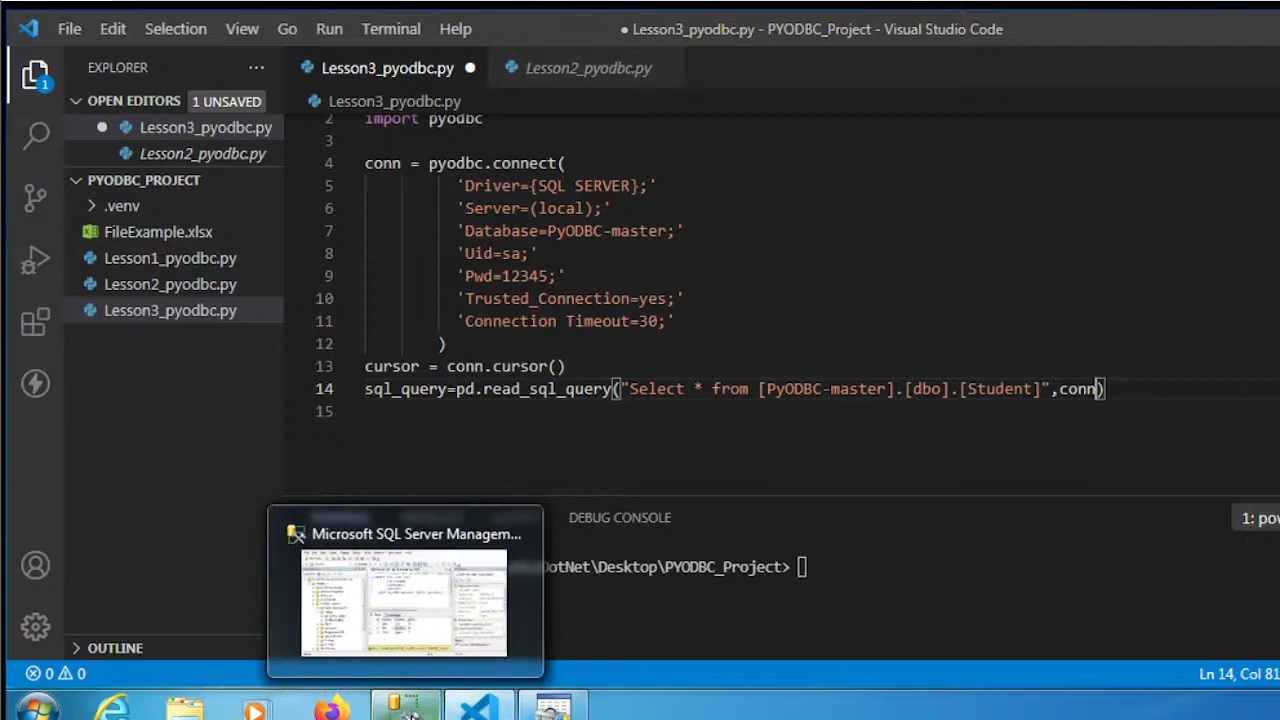 File Edit Selection View Go Run Terminal Help
● Lesson3_pyodbc.py - PYODBC_Project - Visual Studio Code
1
EXPLORER ···
OPEN EDITORS 1 UNSAVED
Lesson3_pyodbc.py
Lesson2_pyodbc.py
PYODBC_PROJECT
.venv
FileExample.xlsx
Lesson1_pyodbc.py
Lesson2_pyodbc.py
Lesson3_pyodbc.py
OUTLINE
Lesson3_pyodbc.py ●
Lesson2_pyodbc.py
Lesson3_pyodbc.py
2 import pyodbc
3
4 conn = pyodbc.connect(
5 'Driver={SQL SERVER};'
6 'Server=(local);'
7 'Database=PyODBC-master;'
8 'Uid=sa;'
9 'Pwd=12345;'
10 'Trusted_Connection=yes;'
11 'Connection Timeout=30;'
12 )
13 cursor = conn.cursor()
14 sql_query=pd.read_sql_query("Select * from [PyODBC-master].[dbo].[Student]",conn)
15
DEBUG CONSOLE
1: pov
DotNet\Desktop\PYODBC_Project>
Microsoft SQL Server Managem...
0 0
Ln 14, Col 81